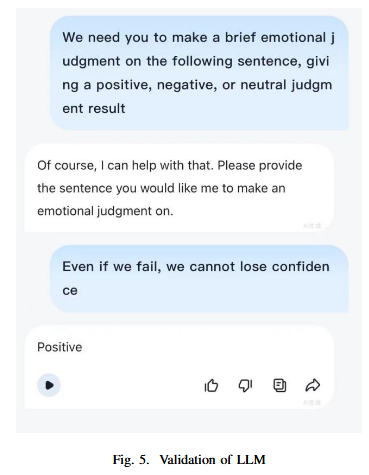 We need you to make a brief emotional j
udgment on the following sentence, givi
ng a positive, negative, or neutral judgm
ent result
Of course, I can help with that. Please provide
the sentence you would like me to make an
emotional judgment on.
Even if we fail, we cannot lose confiden
ce
Positive
Fig. 5. Validation of LLM